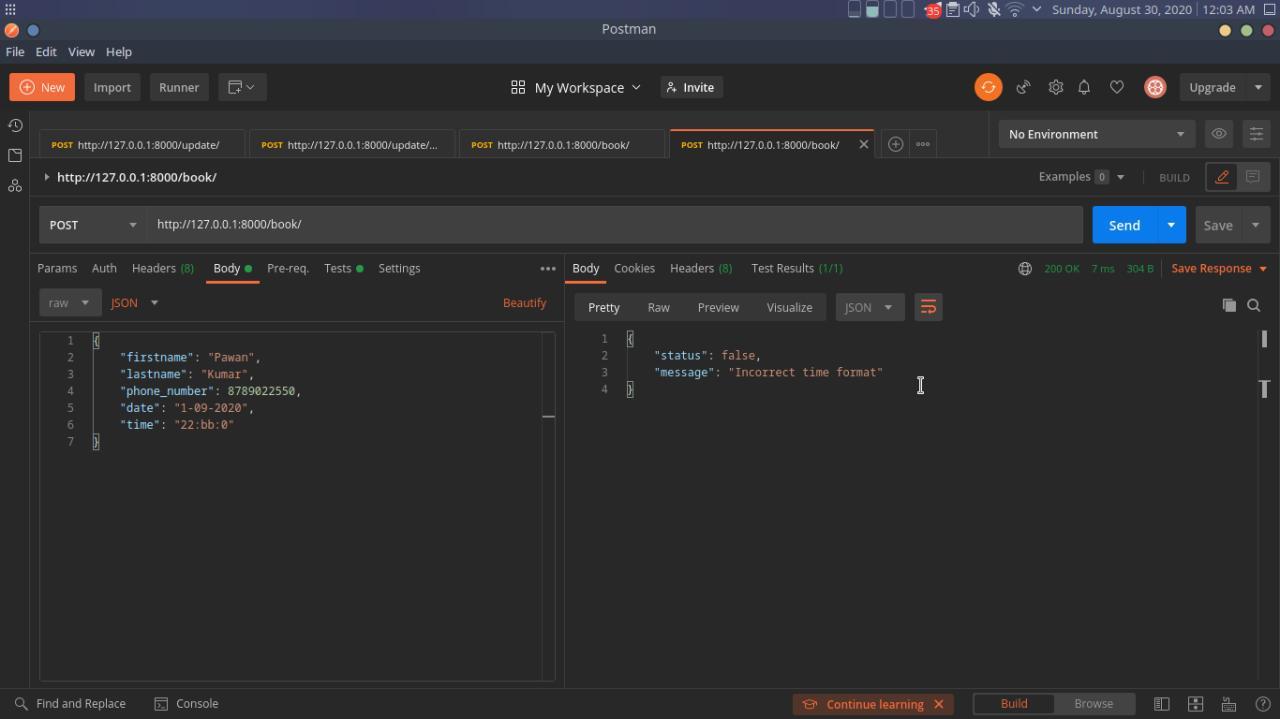 35 Sunday, August 30, 2020 12:03 AM
Postman
File Edit View Help
New Import Runner My Workspace Invite Upgrade
POST http://127.0.0.1:8000/update/ POST http://127.0.0.1:8000/update/... POST http://127.0.0.1:8000/book/ POST http://127.0.0.1:8000/book/ No Environment
http://127.0.0.1:8000/book/ Examples 0 BUILD
POST http://127.0.0.1:8000/book/ Send Save
Params Auth Headers (8) Body Pre-req. Tests Settings
raw JSON Beautify
1 {
2 "firstname": "Pawan",
3 "lastname": "Kumar",
4 "phone_number": 8789022550,
5 "date": "1-09-2020",
6 "time": "22:bb:0"
7 }
Body Cookies Headers (8) Test Results (1/1) 200 OK 7 ms 304 B Save Response
Pretty Raw Preview Visualize JSON
1 {
2 "status": false,
3 "message": "Incorrect time format"
4 }
Find and Replace Console Continue learning Build Browse